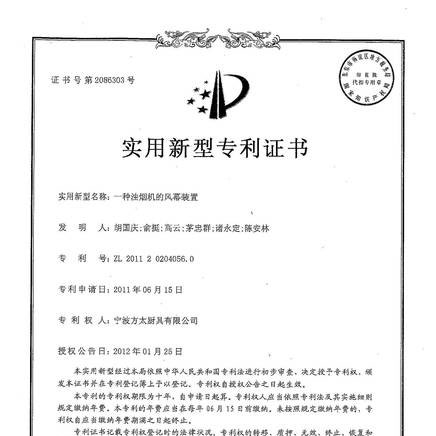 证书号第2086303号
印花税
代扣专用章
实用新型专利证书
实用新型名称：一种油烟机的风幕装置
发明人：胡国庆;俞挺;高云;茅忠群;诸永定;陈安林
专利号：ZL 2011 2 0204056.0
专利申请日：2011年06月15日
专利权人：宁波方太厨具有限公司
授权公告日：2012年01月25日
本实用新型经过本局依照中华人民共和国专利法进行初步审查，决定授予专利权，颁
发本证书并在专利登记簿上予以登记。专利权自授权公告之日起生效。
本专利的专利权期限为十年，自申请日起算。专利权人应当依照专利法及其实施细则
规定缴纳年费。本专利的年费应当在每年06月15日前缴纳。未按照规定缴纳年费的，专
利权自应当缴纳年费期满之日起终止。
专利证书记载专利权登记时的法律状况。专利权的转移、质押、无效、终止、恢复和